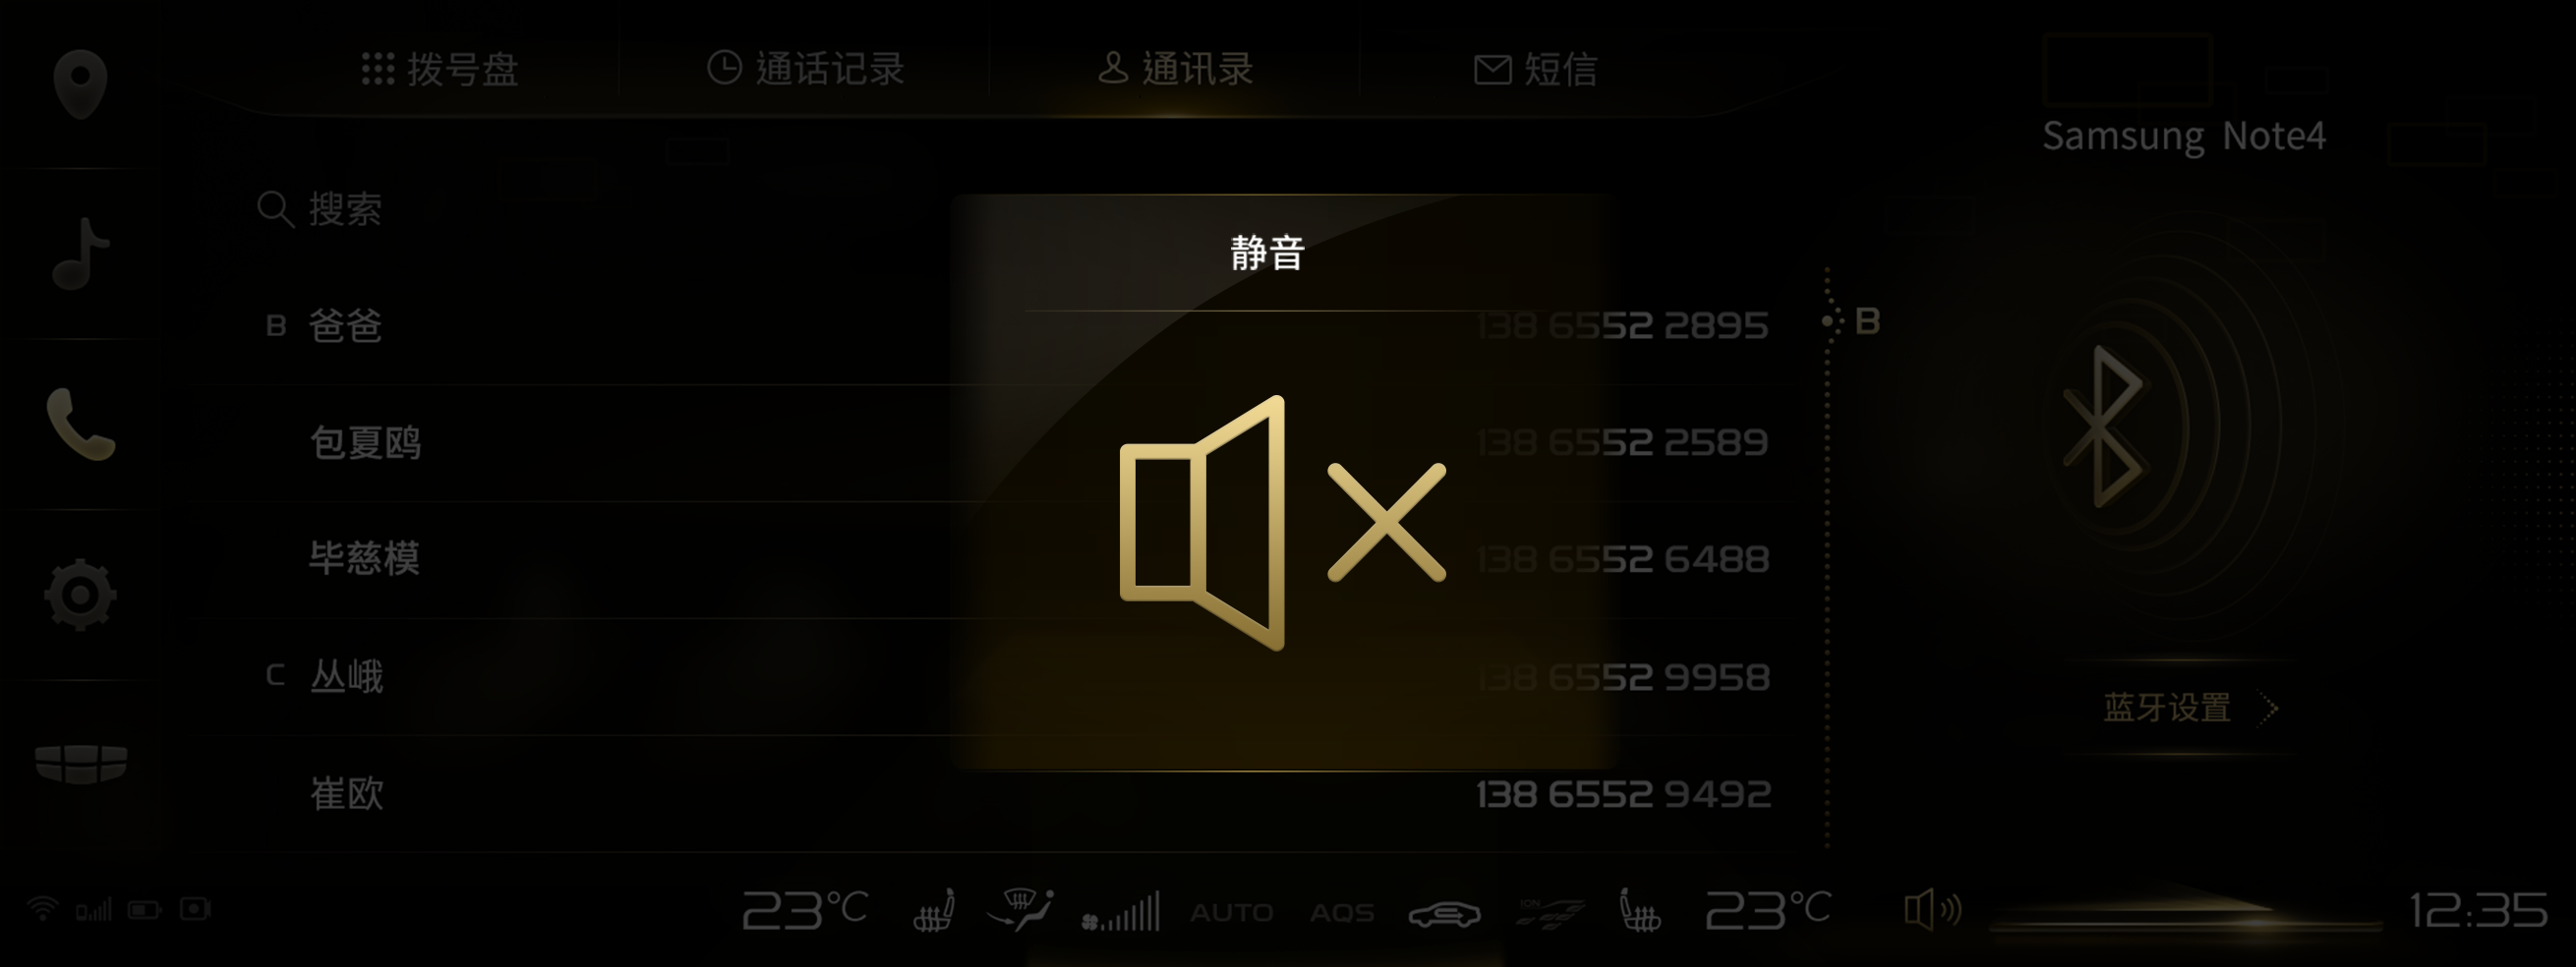 拨号盘 通话记录 通讯录 短信
Samsung Note4
搜索
静音
B 爸爸 138 6552 2895 B
包夏鸥 138 6552 2589
毕慈模 138 6552 6488
C 丛峨 138 6552 9958
蓝牙设置
崔欧 138 6552 9492
23°C AUTO AQS ION 23°C 12:35